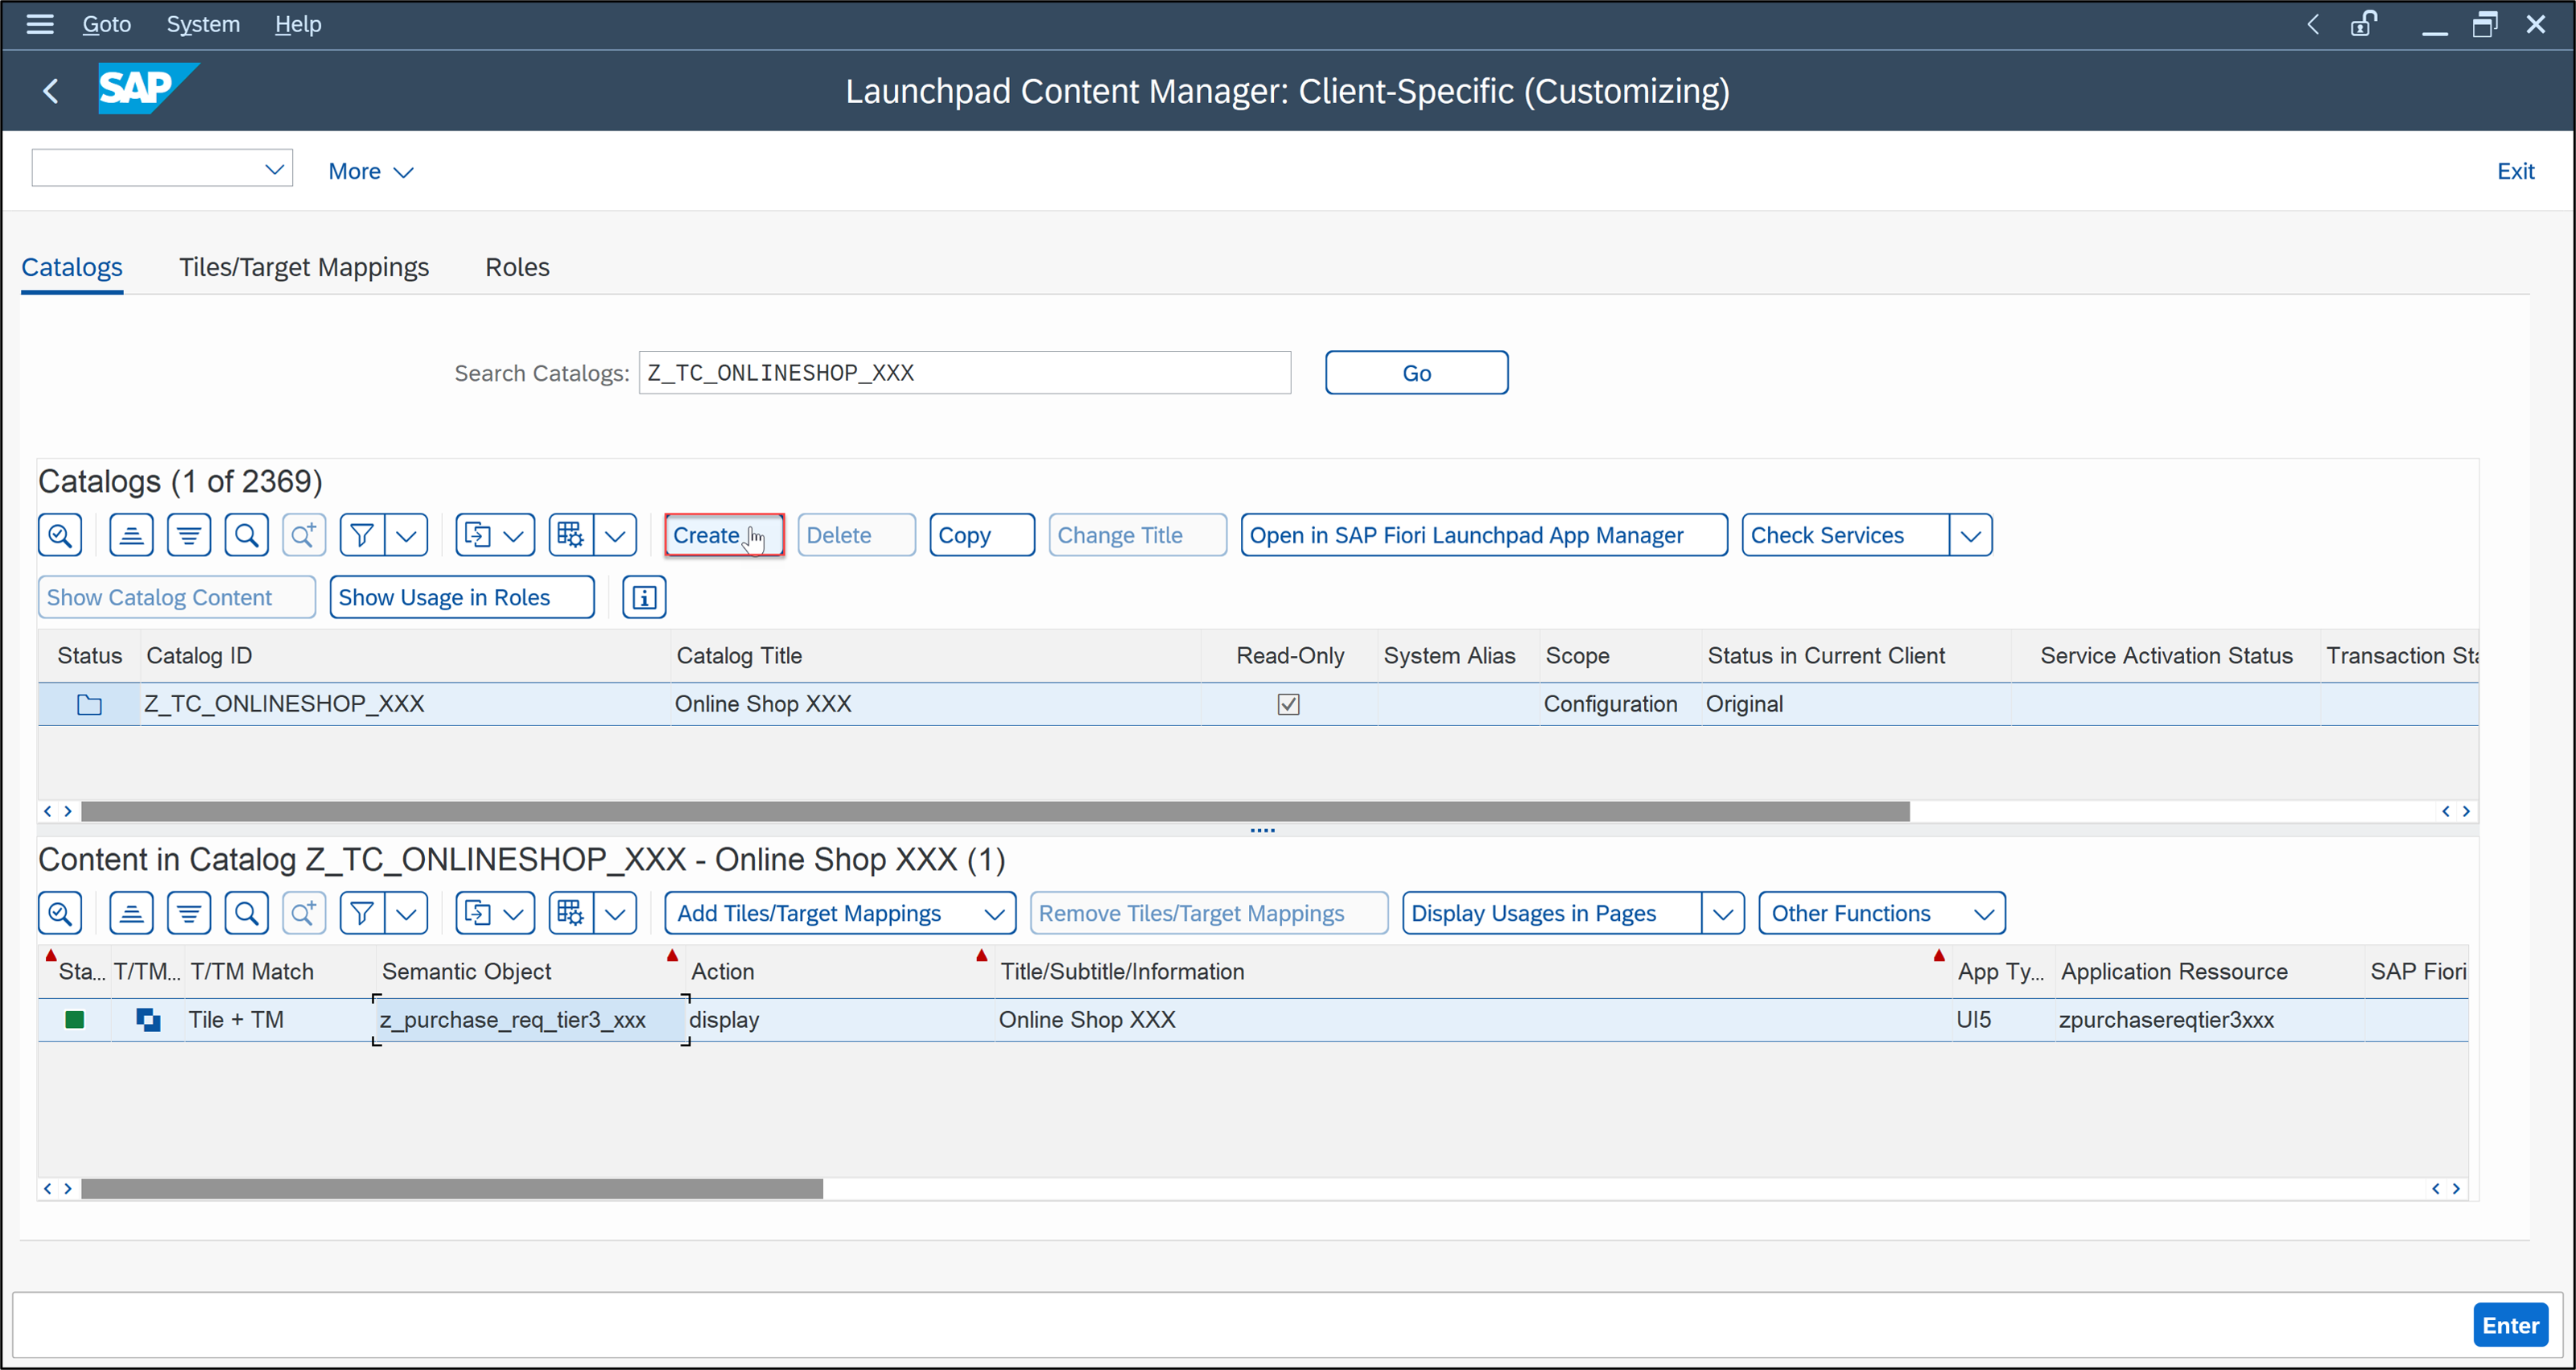 Goto System Help
SAP
Launchpad Content Manager: Client-Specific (Customizing)
More
Exit
Catalogs Tiles/Target Mappings Roles
Search Catalogs: Z_TC_ONLINESHOP_XXX Go
Catalogs (1 of 2369)
Create Delete Copy Change Title Open in SAP Fiori Launchpad App Manager Check Services
Show Catalog Content Show Usage in Roles
Status Catalog ID Catalog Title Read-Only System Alias Scope Status in Current Client Service Activation Status Transaction Sta
Z_TC_ONLINESHOP_XXX Online Shop XXX Configuration Original
Content in Catalog Z_TC_ONLINESHOP_XXX - Online Shop XXX (1)
Add Tiles/Target Mappings Remove Tiles/Target Mappings Display Usages in Pages Other Functions
Sta... T/TM... T/TM Match Semantic Object Action Title/Subtitle/Information App Ty... Application Ressource SAP Fiori
Tile + TM z_purchase_req_tier3_xxx display Online Shop XXX UI5 zpurchasereqtier3xxx
Enter